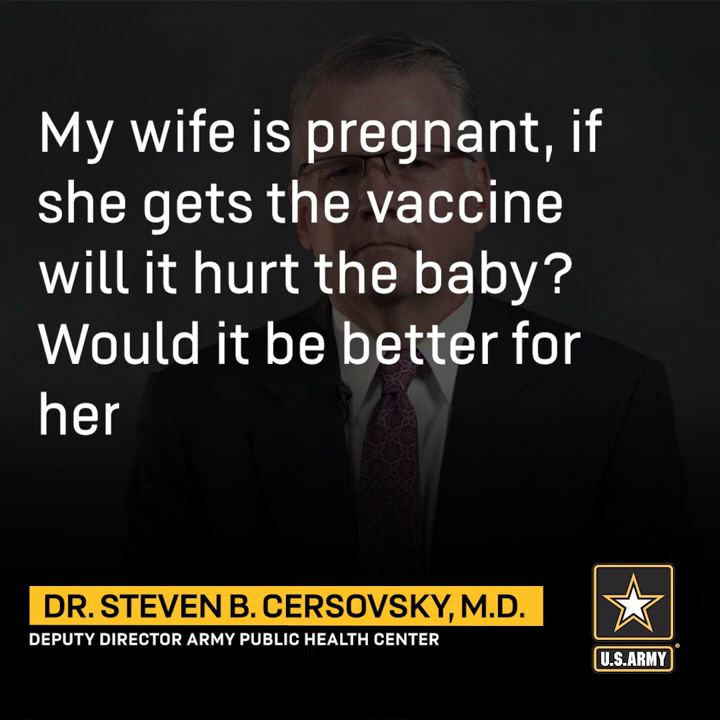 My wife is pregnant, if
she gets the vaccine
will it hurt the baby?
Would it be better for
her
DR. STEVEN B. CERSOVSKY, M.D.
DEPUTY DIRECTOR ARMY PUBLIC HEALTH CENTER
U.S.ARMY